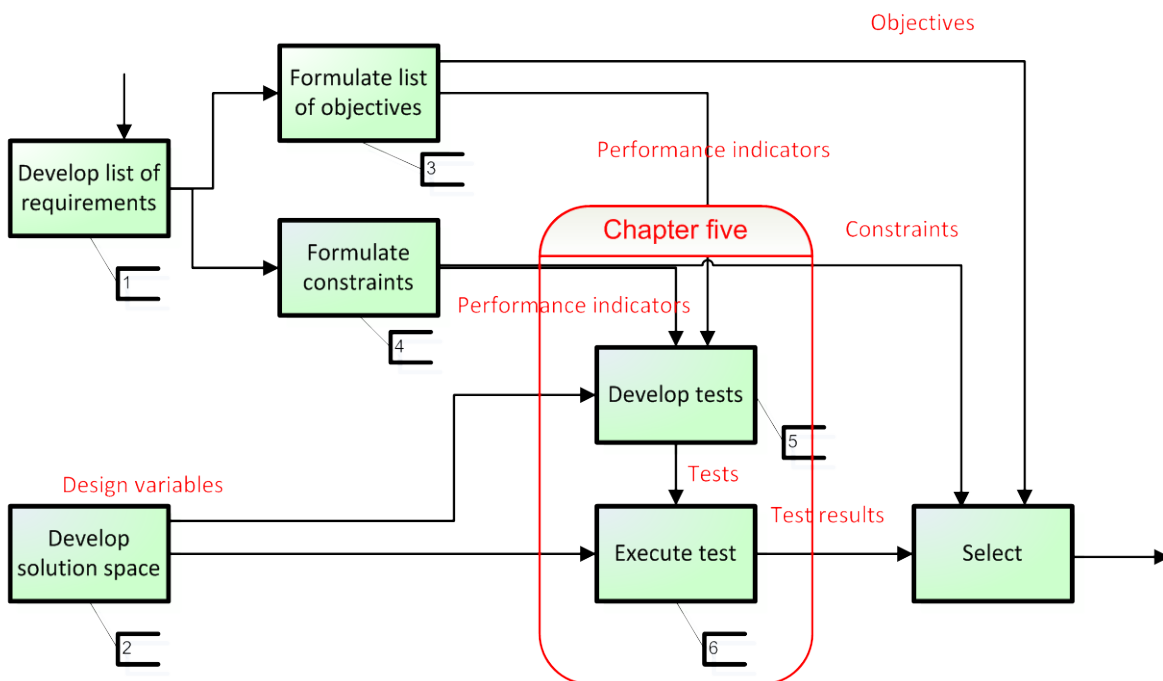 Objectives
Formulate list
of objectives
Develop list of
requirements
3
Performance indicators
1
Chapter five
Constraints
Formulate
constraints
Performance indicators
4
Develop tests
5
Design variables
Tests
Test results
Develop
solution space
Execute test
Select
2
6